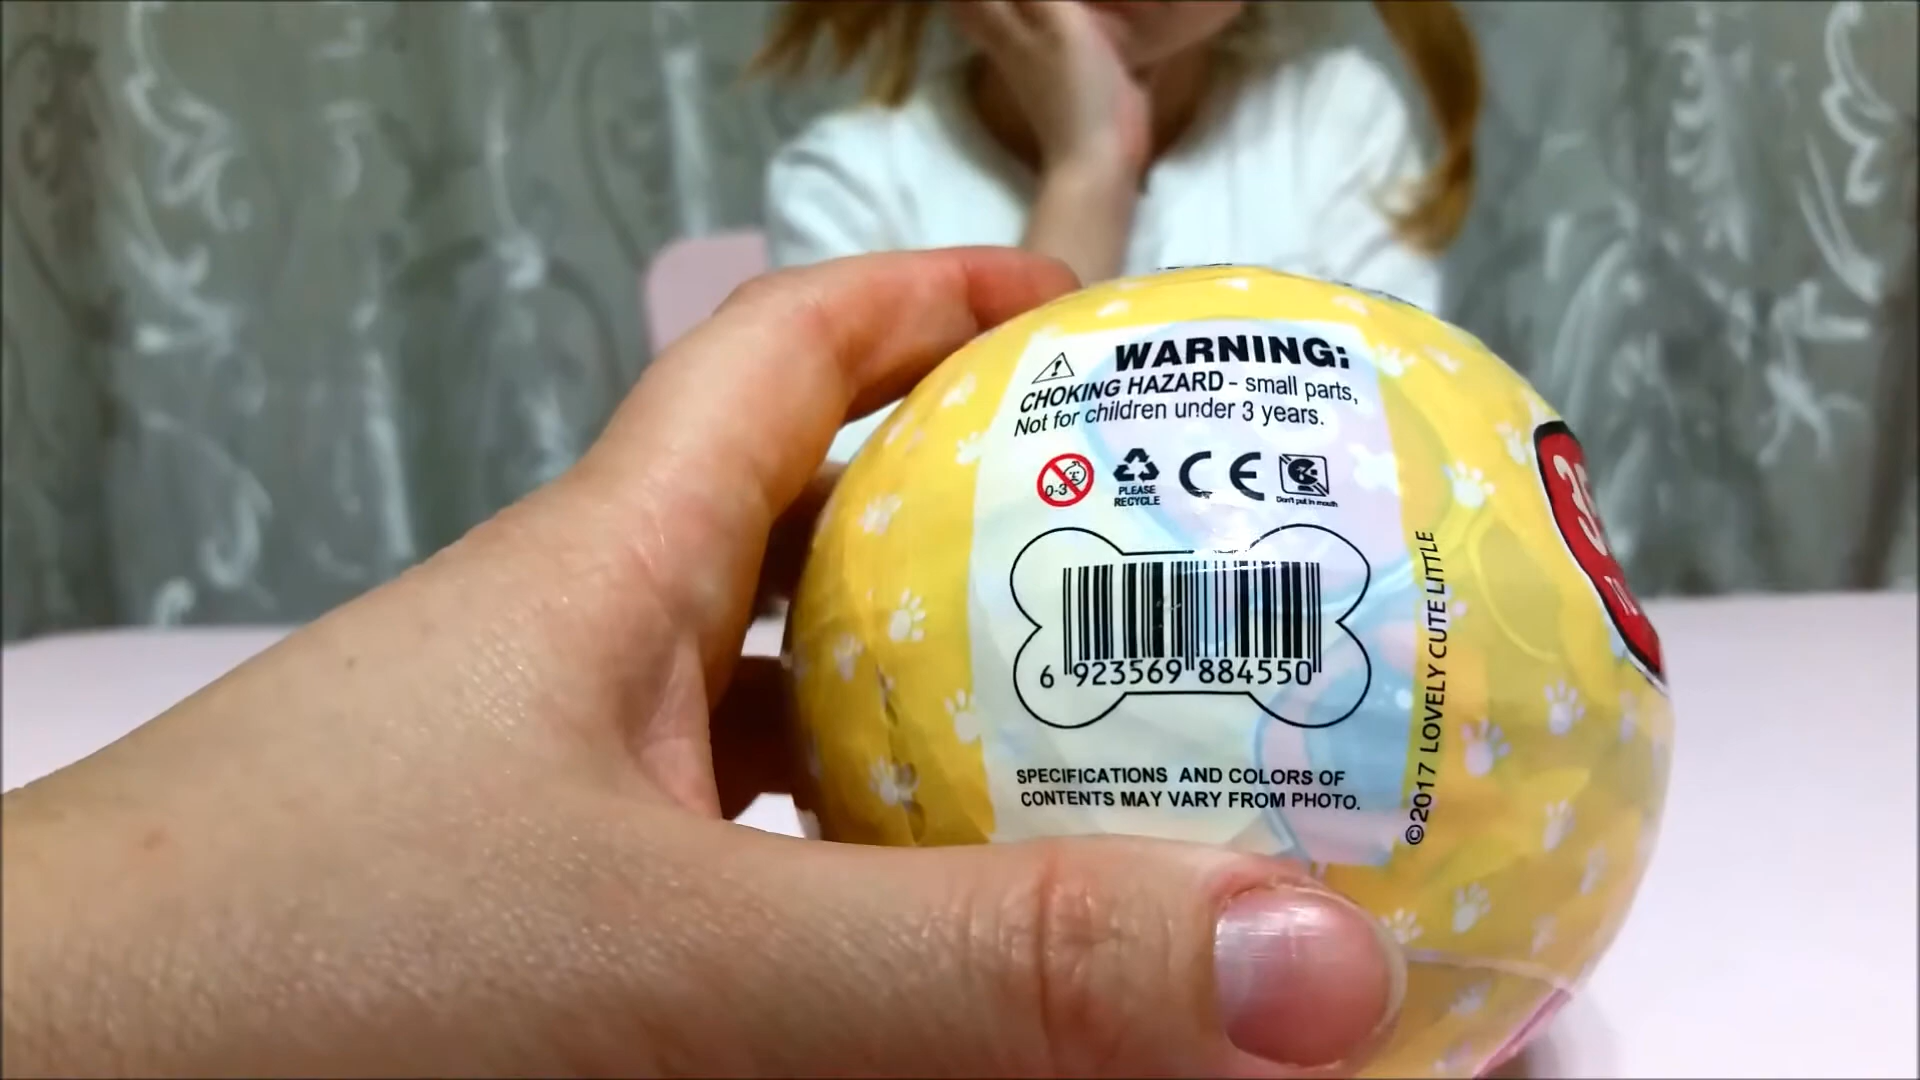 WARNING:
CHOKING HAZARD - small parts,
Not for children under 3 years.
0-3
PLEASE
RECYCLE
CE
Don't put in mouth
6 923569 884550
SPECIFICATIONS AND COLORS OF
CONTENTS MAY VARY FROM PHOTO.
©2017 LOVELY CUTE LITTLE